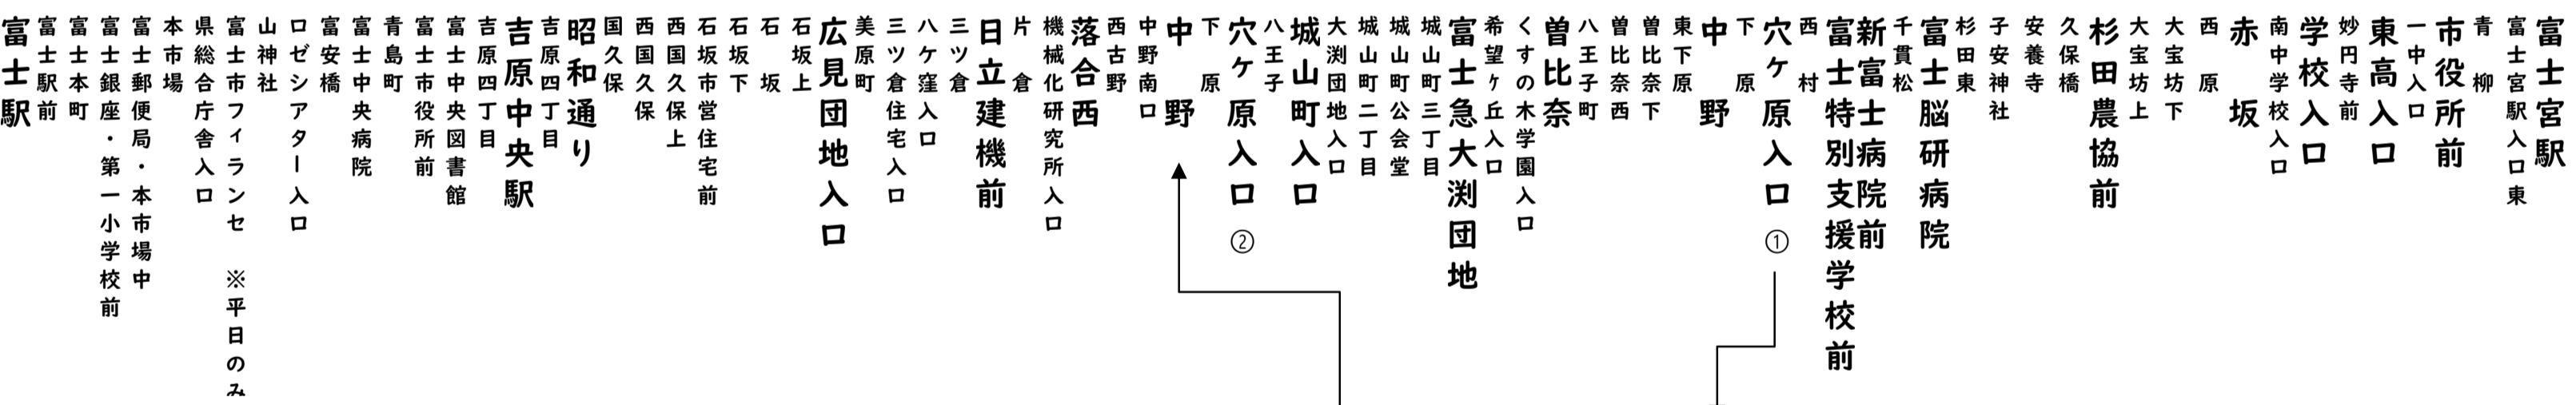 富士宮駅
富士宮駅入口東
青柳
市役所前
一中入口
東高入口
妙円寺前
学校入口
南中学校入口
赤坂
西原
大宝坊下
大宝坊上
杉田農協前
久保橋
安養寺
子安神社
杉田東
富士脳研病院
千貫松
新富士病院前
富士特別支援学校前
西村
穴ケ原入口 ①
下原
中野
東下原
曽比奈下
曽比奈西
八王子町
曽比奈
くすの木学園入口
希望ヶ丘入口
富士急大渕団地
城山町三丁目
城山町公会堂
城山町二丁目
大渕団地入口
城山町入口
八王子
穴ケ原入口 ②
下原
中野
中野南口
西古野
落合西
機械化研究所入口
片倉
日立建機前
三ツ倉
八ケ窪入口
三ツ倉住宅入口
美原町
広見団地入口
石坂上
石坂
石坂下
石坂市営住宅前
西国久保上
西国久保
国久保
昭和通り
吉原四丁目
吉原中央駅
吉原四丁目
富士中央図書館
富士市役所前
青島町
富士中央病院
富安橋
ロゼシアター入口
山神社
富士市フィランセ ※平日のみ
県総合庁舎入口
本市場
富士郵便局・本市場中
富士銀座・第一小学校前
富士本町
富士駅前
富士駅